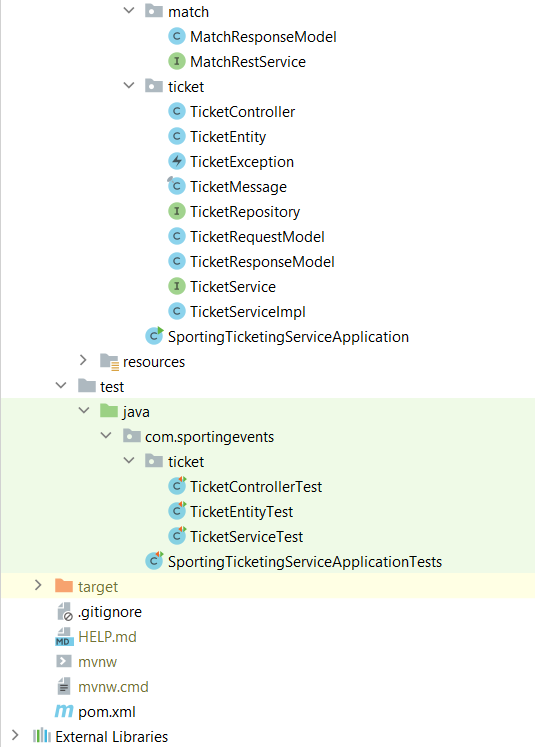 match
MatchResponseModel
MatchRestService
ticket
TicketController
TicketEntity
TicketException
TicketMessage
TicketRepository
TicketRequestModel
TicketResponseModel
TicketService
TicketServiceImpl
SportingTicketingServiceApplication
resources
test
java
com.sportingevents
ticket
TicketControllerTest
TicketEntityTest
TicketServiceTest
SportingTicketingServiceApplicationTests
target
.gitignore
HELP.md
mvnw
mvnw.cmd
pom.xml
External Libraries